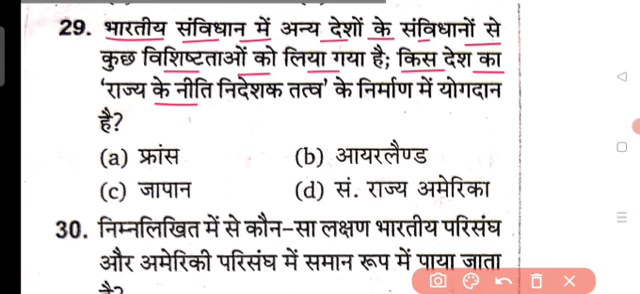 29. भारतीय संविधान में अन्य देशों के संविधानों से
कुछ विशिष्टताओं को लिया गया है; किस देश का
‘राज्य के नीति निदेशक तत्व’ के निर्माण में योगदान
है?
(a) फ्रांस (b) आयरलैण्ड
(c) जापान (d) सं. राज्य अमेरिका
30. निम्नलिखित में से कौन-सा लक्षण भारतीय परिसंघ
और अमेरिकी परिसंघ में समान रूप में पाया जाता
है?